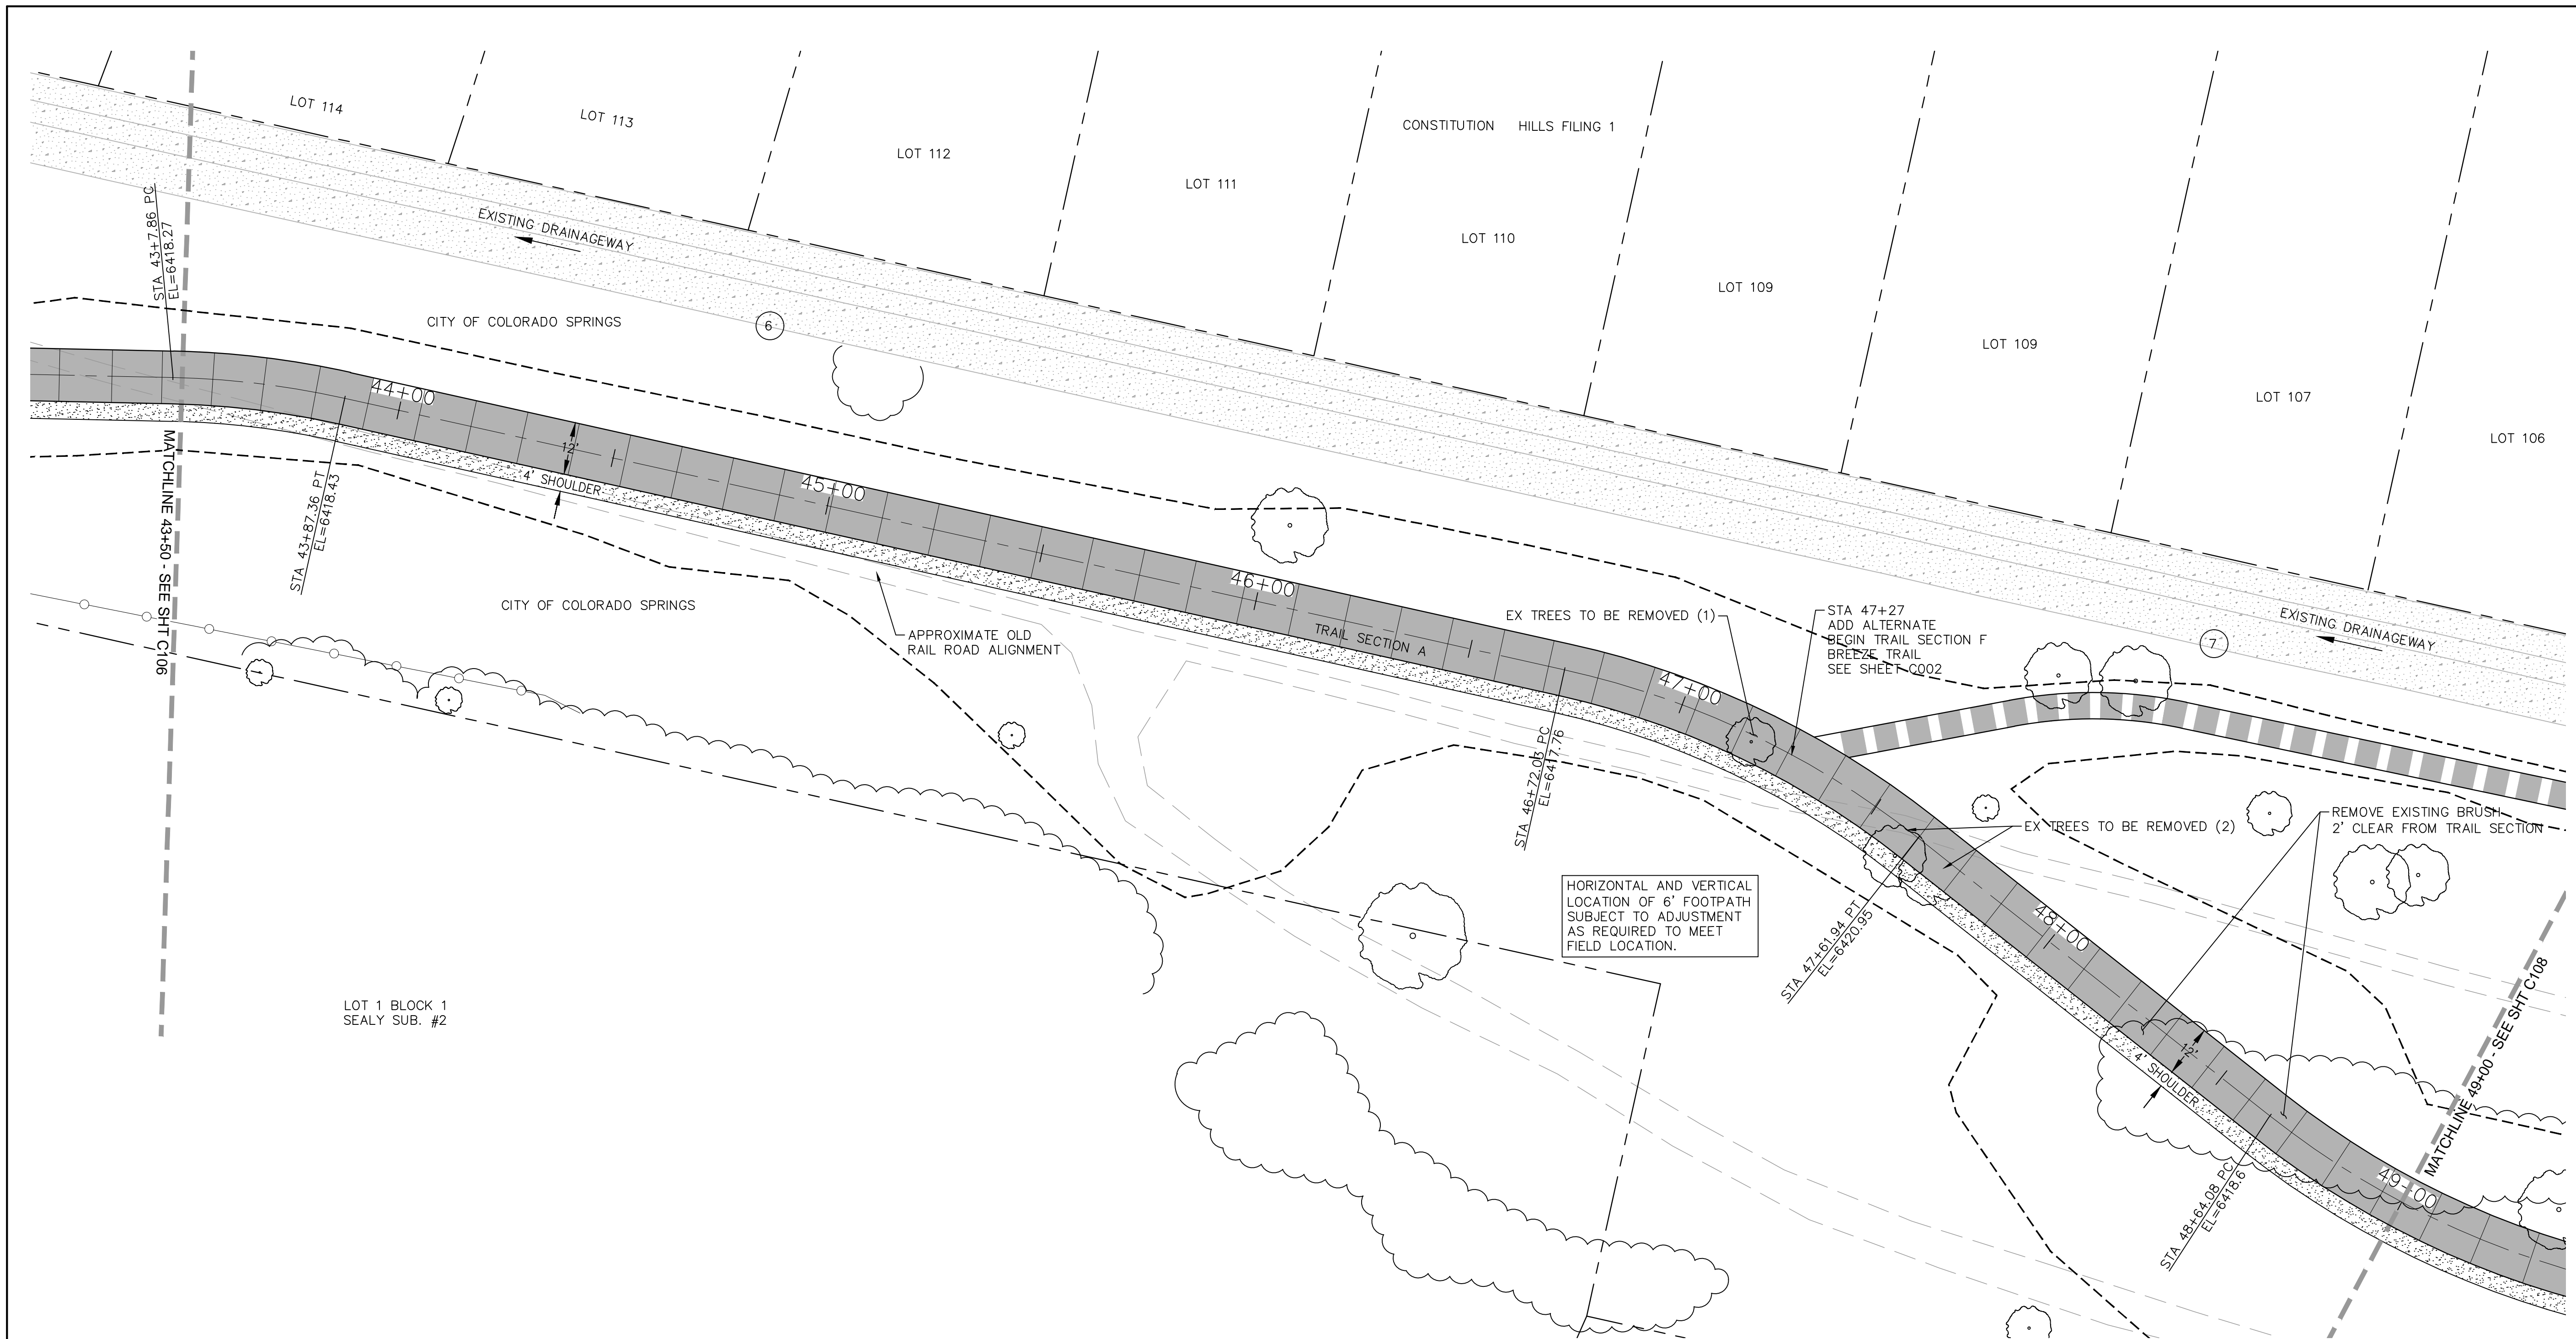 LOT 114
LOT 113
LOT 112
LOT 111
CONSTITUTION HILLS FILING 1
LOT 110
LOT 109
LOT 109
LOT 107
LOT 106
EXISTING DRAINAGEWAY
STA 43+7.86 PC
EL=6418.27
CITY OF COLORADO SPRINGS
6
44+00
12'
4' SHOULDER
45+00
STA 43+87.36 PT
EL=6418.43
MATCHLINE 43+50 - SEE SHT C106
CITY OF COLORADO SPRINGS
APPROXIMATE OLD
RAIL ROAD ALIGNMENT
46+00
TRAIL SECTION A
EX TREES TO BE REMOVED (1)
47+00
STA 47+27
ADD ALTERNATE
BEGIN TRAIL SECTION F
BREEZE TRAIL
SEE SHEET C002
7
EXISTING DRAINAGEWAY
STA 46+72.03 PC
EL=6417.76
EX TREES TO BE REMOVED (2)
REMOVE EXISTING BRUSH
2' CLEAR FROM TRAIL SECTION
HORIZONTAL AND VERTICAL
LOCATION OF 6' FOOTPATH
SUBJECT TO ADJUSTMENT
AS REQUIRED TO MEET
FIELD LOCATION.
STA 47+61.94 PT
EL=6420.95
48+00
LOT 1 BLOCK 1
SEALY SUB. #2
12'
4' SHOULDER
MATCHLINE 49+00 - SEE SHT C108
STA 48+64.08 PC
EL=6418.6
49+00